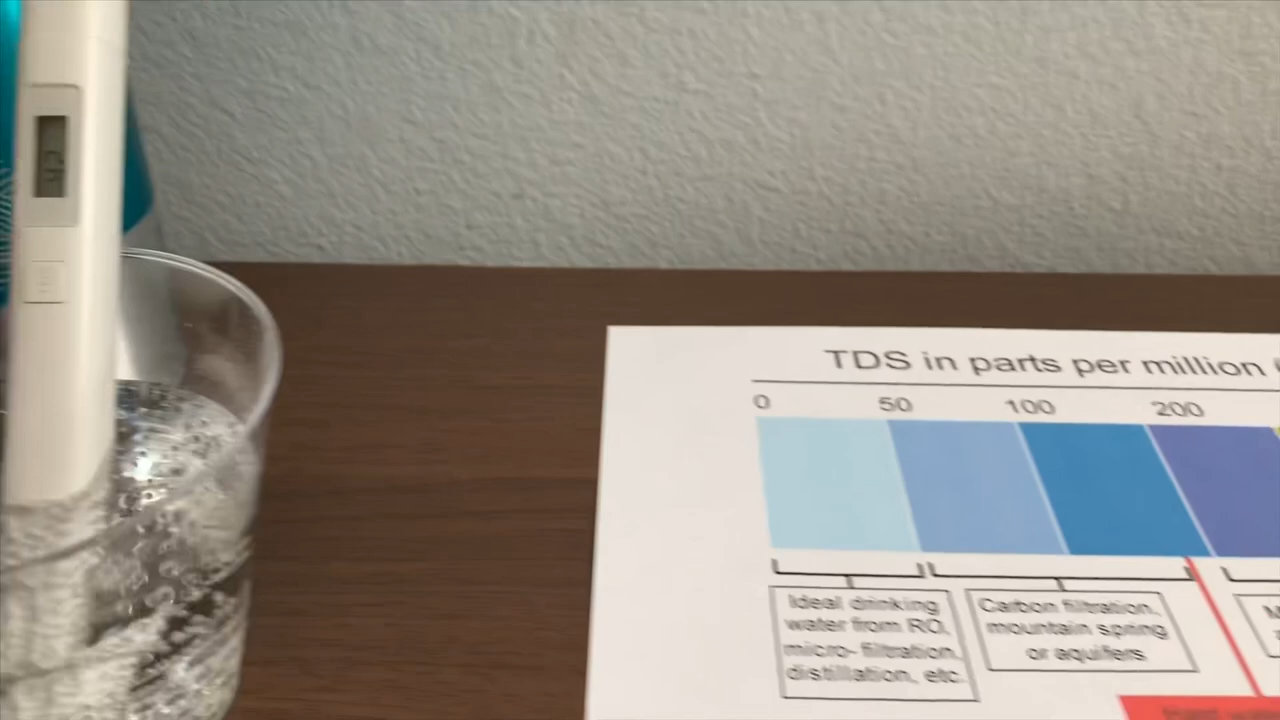 TDS in parts per million
0 50 100 200
Ideal drinking
water from RO,
micro- filtration,
distillation, etc.
Carbon filtration,
mountain spring
or aquifers